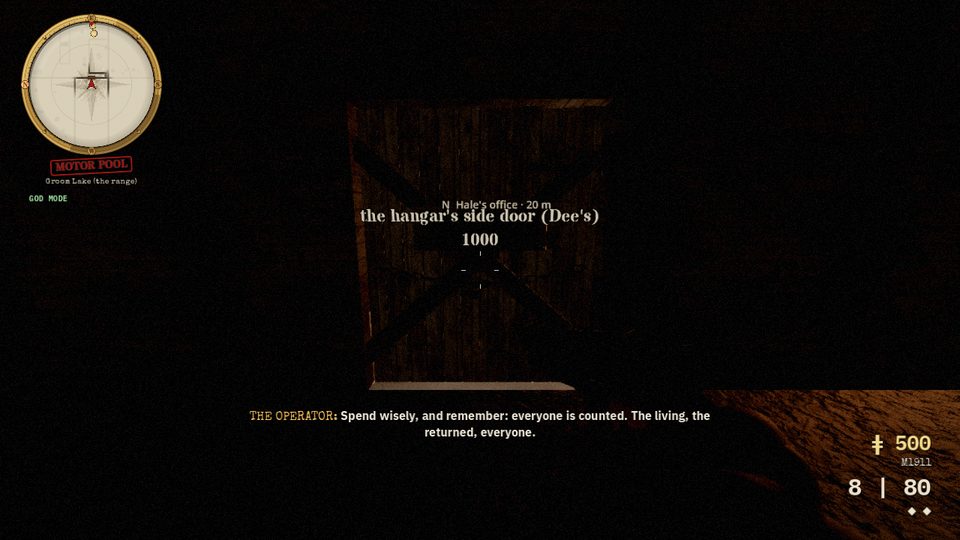 MOTOR POOL
Groom Lake (the range)
GOD MODE
N Hale's office · 20 m
the hangar's side door (Dee's)
1000
THE OPERATOR: Spend wisely, and remember: everyone is counted. The living, the
returned, everyone.
500
M1911
8 | 80